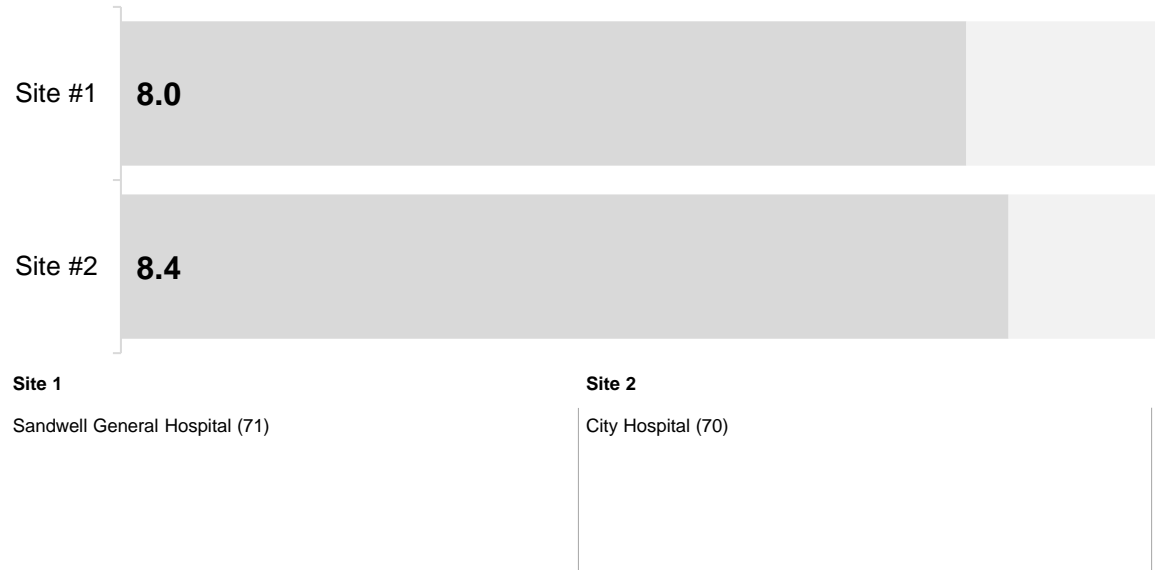 Site #1 8.0
Site #2 8.4
Site 1 Site 2
Sandwell General Hospital (71) City Hospital (70)